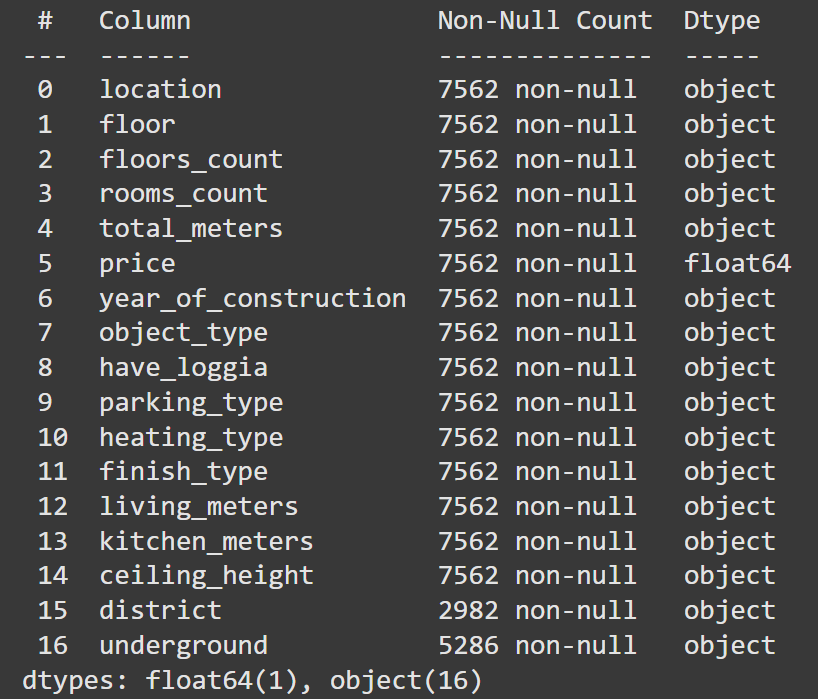 #   Column                Non-Null Count  Dtype
---  ------                --------------  -----
 0   location              7562 non-null   object
 1   floor                 7562 non-null   object
 2   floors_count          7562 non-null   object
 3   rooms_count           7562 non-null   object
 4   total_meters          7562 non-null   object
 5   price                 7562 non-null   float64
 6   year_of_construction  7562 non-null   object
 7   object_type           7562 non-null   object
 8   have_loggia           7562 non-null   object
 9   parking_type          7562 non-null   object
 10  heating_type          7562 non-null   object
 11  finish_type           7562 non-null   object
 12  living_meters         7562 non-null   object
 13  kitchen_meters        7562 non-null   object
 14  ceiling_height        7562 non-null   object
 15  district              2982 non-null   object
 16  underground           5286 non-null   object
dtypes: float64(1), object(16)